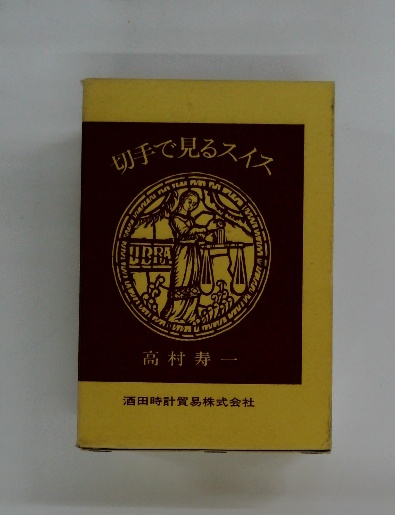 切手で見るスイス
高村寿一
酒田時計貿易株式会社